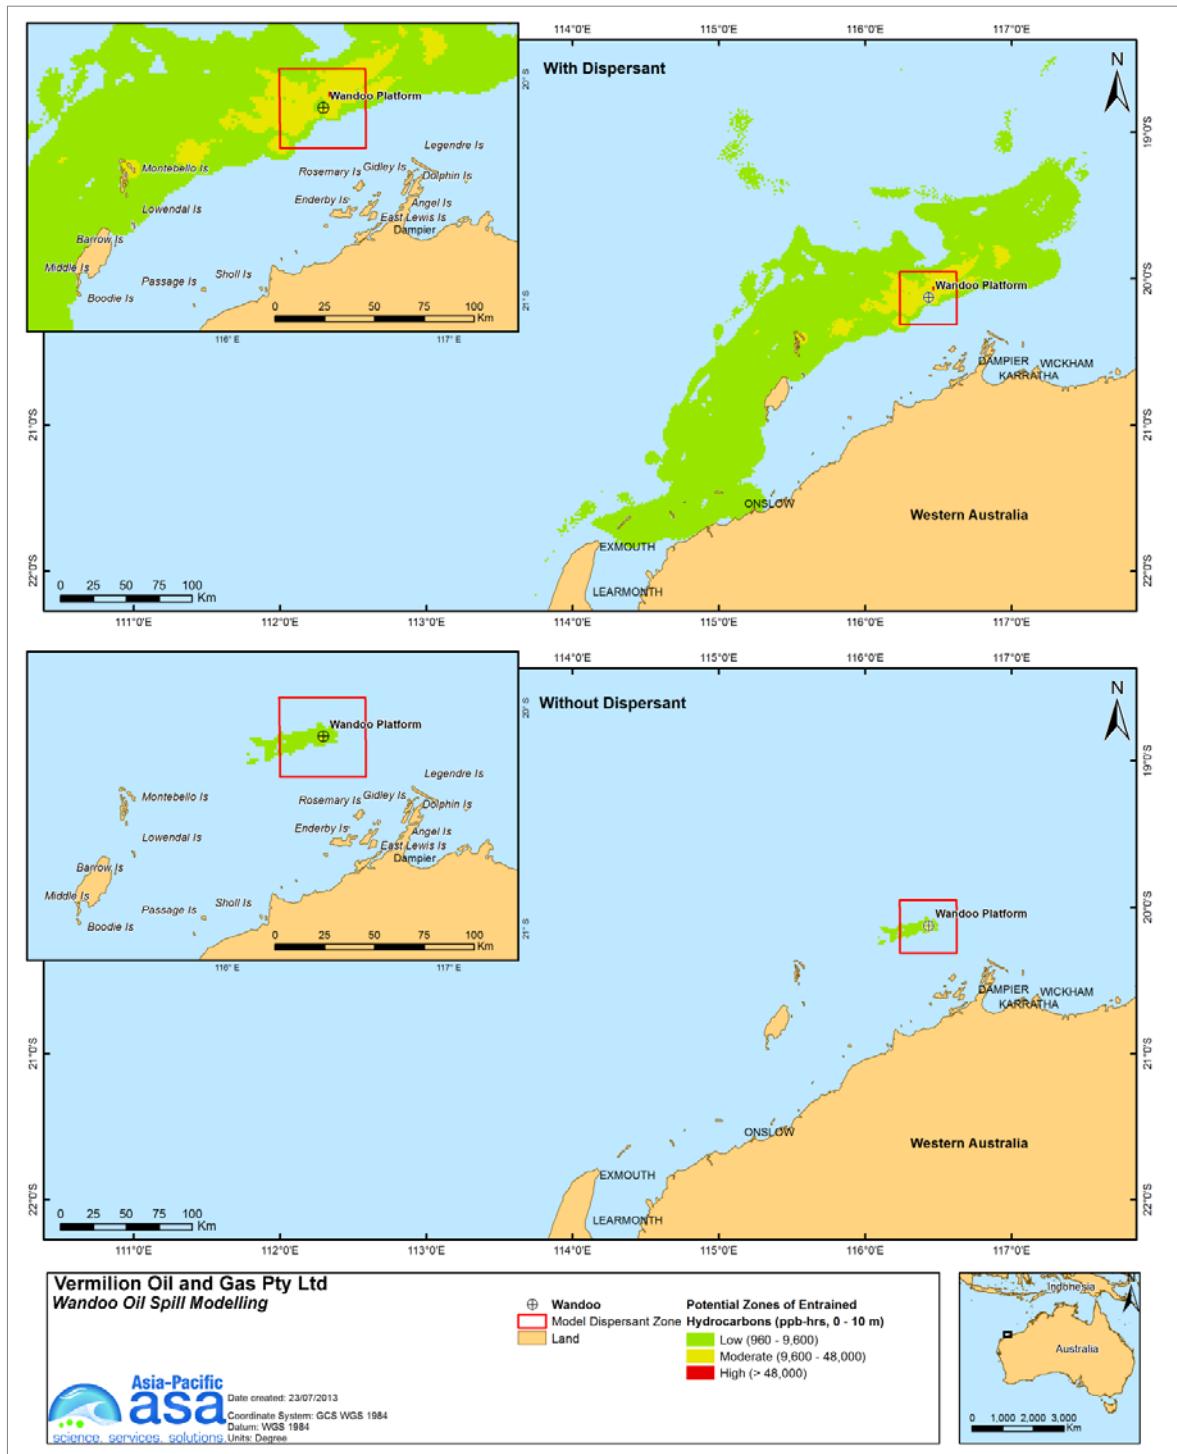 114°0'E 115°0'E 116°0'E 117°0'E
With Dispersant
N
20° S
Wandoo Platform
Legendre Is
Gidley Is
Rosemary Is
Montebello Is
Dolphin Is
Enderby Is
Angel Is
Lowendal Is
East Lewis Is
Dampier
Barrow Is
Middle Is
Sholl Is
Passage Is
Boodie Is
0 25 50 75 100
Km
21° S
116° E 117° E
19°0'S
20°0'S 20°0'S
Wandoo Platform
DAMPIER
WICKHAM
KARRATHA
21°0'S 21°0'S
ONSLOW
Western Australia
EXMOUTH
22°0'S 22°0'S
LEARMONTH
0 25 50 75 100
Km
111°0'E 112°0'E 113°0'E 114°0'E 115°0'E 116°0'E 117°0'E
114°0'E 115°0'E 116°0'E 117°0'E
Without Dispersant
N
20° S
Wandoo Platform
Legendre Is
Gidley Is
Rosemary Is
Montebello Is
Dolphin Is
Enderby Is
Angel Is
Lowendal Is
East Lewis Is
Dampier
Barrow Is
Middle Is
Sholl Is
Passage Is
Boodie Is
0 25 50 75 100
Km
21° S
116° E 117° E
19°0'S
20°0'S
Wandoo Platform
DAMPIER
WICKHAM
KARRATHA
21°0'S 21°0'S
ONSLOW
Western Australia
EXMOUTH
22°0'S 22°0'S
LEARMONTH
0 25 50 75 100
Km
111°0'E 112°0'E 113°0'E 114°0'E 115°0'E 116°0'E 117°0'E
Vermilion Oil and Gas Pty Ltd
Wandoo Oil Spill Modelling
Wandoo
Model Dispersant Zone
Land
Potential Zones of Entrained
Hydrocarbons (ppb-hrs, 0 - 10 m)
Low (960 - 9,600)
Moderate (9,600 - 48,000)
High (> 48,000)
Asia-Pacific
asa
science. services. solutions.
Date created: 23/07/2013
Coordinate System: GCS WGS 1984
Datum: WGS 1984
Units: Degree
N
Indonesia
Australia
0 1,000 2,000 3,000
Km